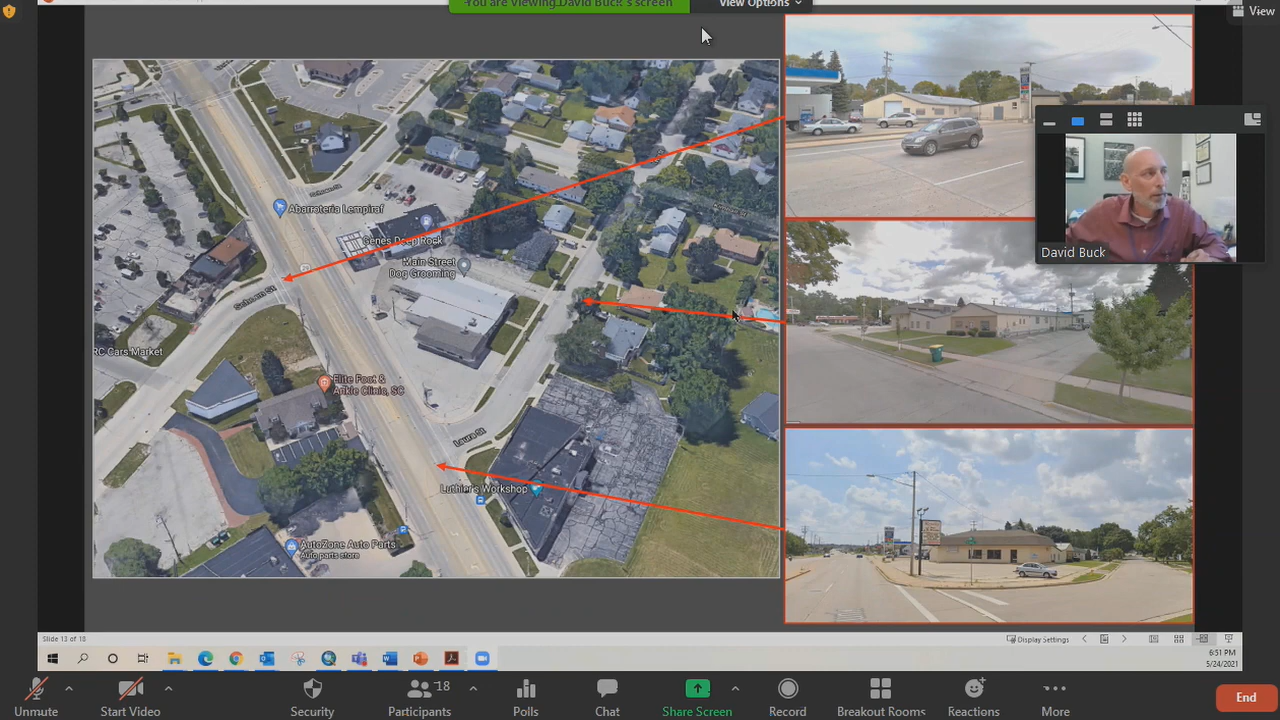 You are viewing David Buck's screen
View Options
View
Abarroteria Lempiraf
Genes Deep Rock
Main Street
Dog Grooming
RC Cars Market
Elite Foot &
Ankle Clinic, SC
Laura St
Luthier's Workshop
AutoZone Auto Parts
Auto parts store
David Buck
Slide 13 of 18
Display Settings
6:51 PM
5/24/2021
Unmute
Start Video
Security
Participants
18
Polls
Chat
Share Screen
Record
Breakout Rooms
Reactions
More
End